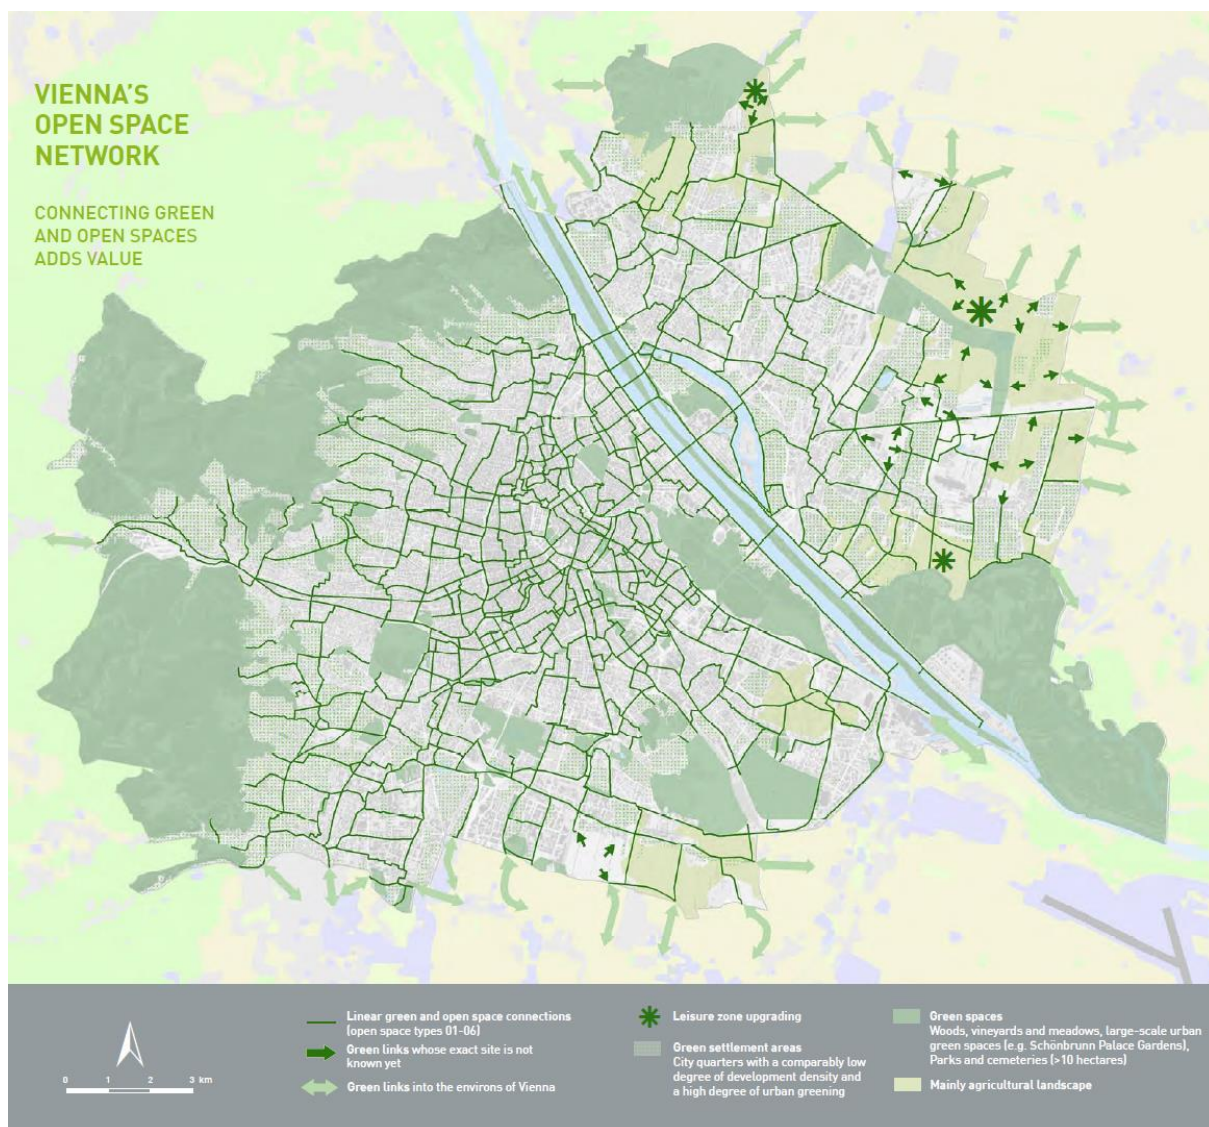 VIENNA'S
OPEN SPACE
NETWORK
CONNECTING GREEN
AND OPEN SPACES
ADDS VALUE
0 1 2 3 km
Linear green and open space connections
(open space types 01-06)
Green links whose exact site is not
known yet
Green links into the environs of Vienna
Leisure zone upgrading
Green settlement areas
City quarters with a comparably low
degree of development density and
a high degree of urban greening
Green spaces
Woods, vineyards and meadows, large-scale urban
green spaces (e.g. Schönbrunn Palace Gardens),
Parks and cemeteries (>10 hectares)
Mainly agricultural landscape